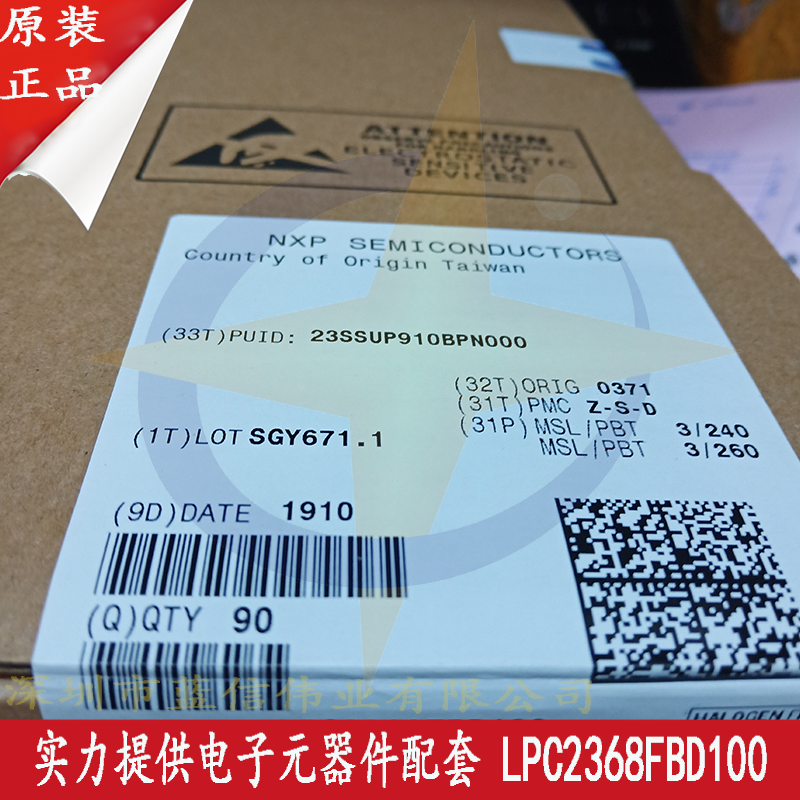 原装
正品
ATTENTION
ELECTROSTATIC
SENSITIVE
DEVICES
NXP SEMICONDUCTORS
Country of Origin Taiwan
(33T)PUID: 23SSUP910BPN000
(32T)ORIG 0371
(31T)PMC Z-S-D
(31P)MSL/PBT 3/240
MSL/PBT 3/260
(1T)LOT SGY671.1
(9D)DATE 1910
(Q)QTY 90
深圳市蓝信伟业有限公司
实力提供电子元器件配套 LPC2368FBD100